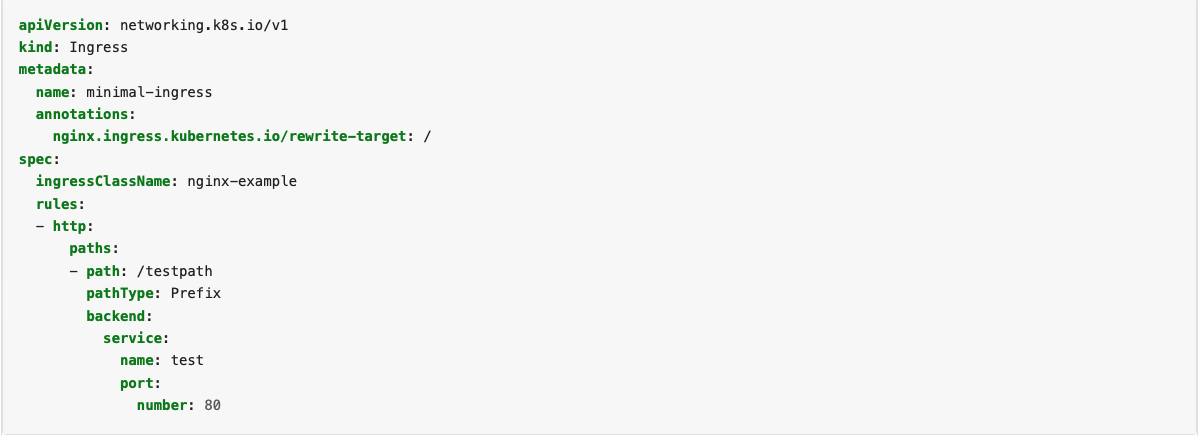 apiVersion: networking.k8s.io/v1
kind: Ingress
metadata:
  name: minimal-ingress
  annotations:
    nginx.ingress.kubernetes.io/rewrite-target: /
spec:
  ingressClassName: nginx-example
  rules:
  - http:
      paths:
      - path: /testpath
        pathType: Prefix
        backend:
          service:
            name: test
            port:
              number: 80